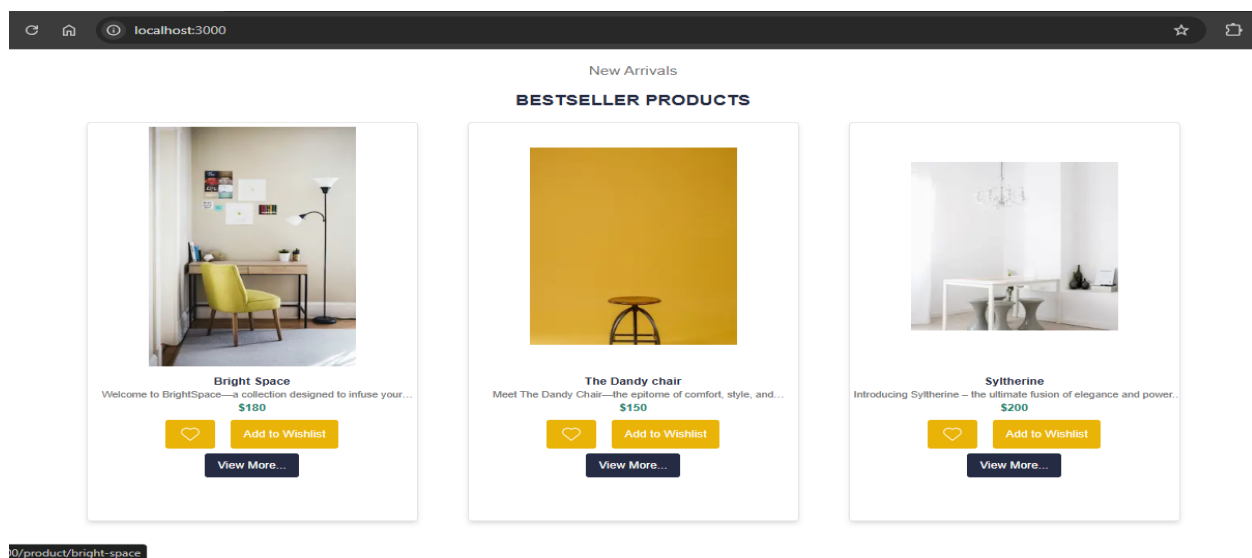 localhost:3000
New Arrivals
BESTSELLER PRODUCTS
Bright Space
Welcome to BrightSpace—a collection designed to infuse your...
$180
Add to Wishlist
View More...
The Dandy chair
Meet The Dandy Chair—the epitome of comfort, style, and...
$150
Add to Wishlist
View More...
Syltherine
Introducing Syltherine – the ultimate fusion of elegance and power..
$200
Add to Wishlist
View More...
00/product/bright-space